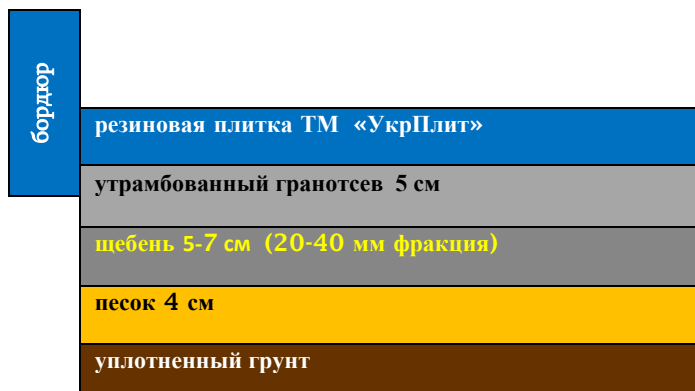 бордюр
резиновая плитка ТМ «УкрПлит»
утрамбованный гранотсев 5 см
щебень 5-7 см (20-40 мм фракция)
песок 4 см
уплотненный грунт